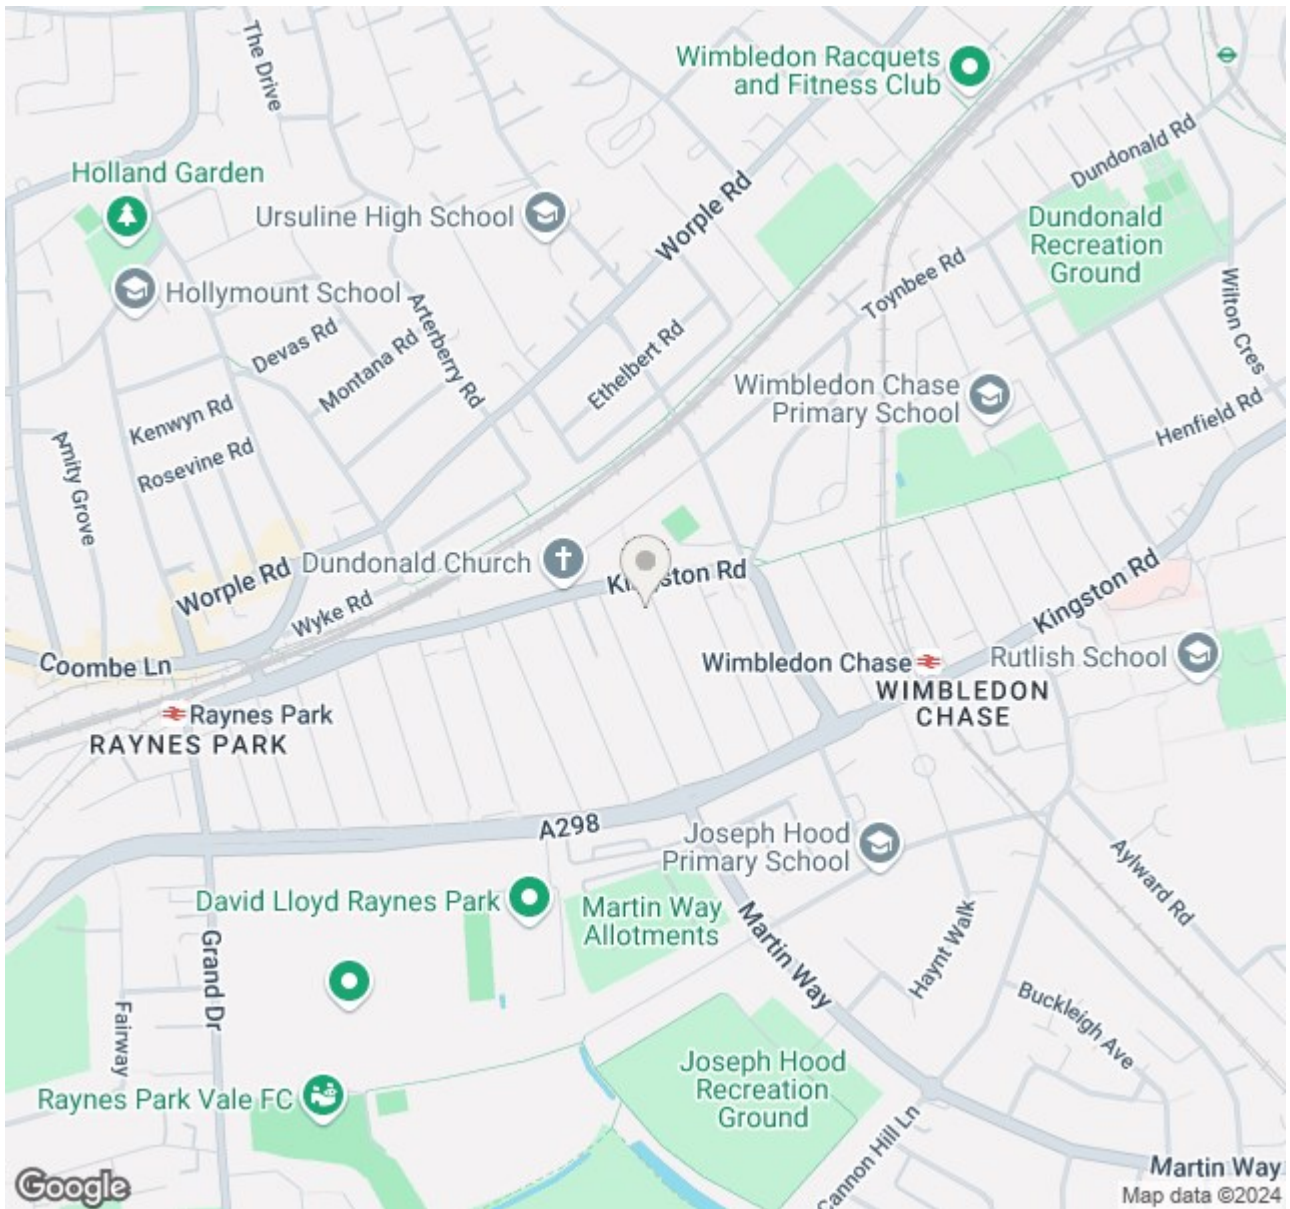 The Drive
Wimbledon Racquets
and Fitness Club
Dundonald Rd
Holland Garden
Ursuline High School
Worple Rd
Dundonald
Recreation
Ground
Hollymount School
Toynbee Rd
Wilton Cres
Devas Rd
Montana Rd
Arterberry Rd
Ethelbert Rd
Wimbledon Chase
Primary School
Kenwyn Rd
Henfield Rd
Rosevine Rd
Amity Grove
Dundonald Church
Kingston Rd
Kingston Rd
Worple Rd
Wyke Rd
Coombe Ln
Wimbledon Chase
Rutlish School
WIMBLEDON
CHASE
Raynes Park
RAYNES PARK
A298
Joseph Hood
Primary School
Aylward Rd
David Lloyd Raynes Park
Martin Way
Allotments
Martin Way
Haynt Walk
Grand Dr
Buckleigh Ave
Fairway
Joseph Hood
Recreation
Ground
Raynes Park Vale FC
Cannon Hill Ln
Martin Way
Google
Map data ©2024